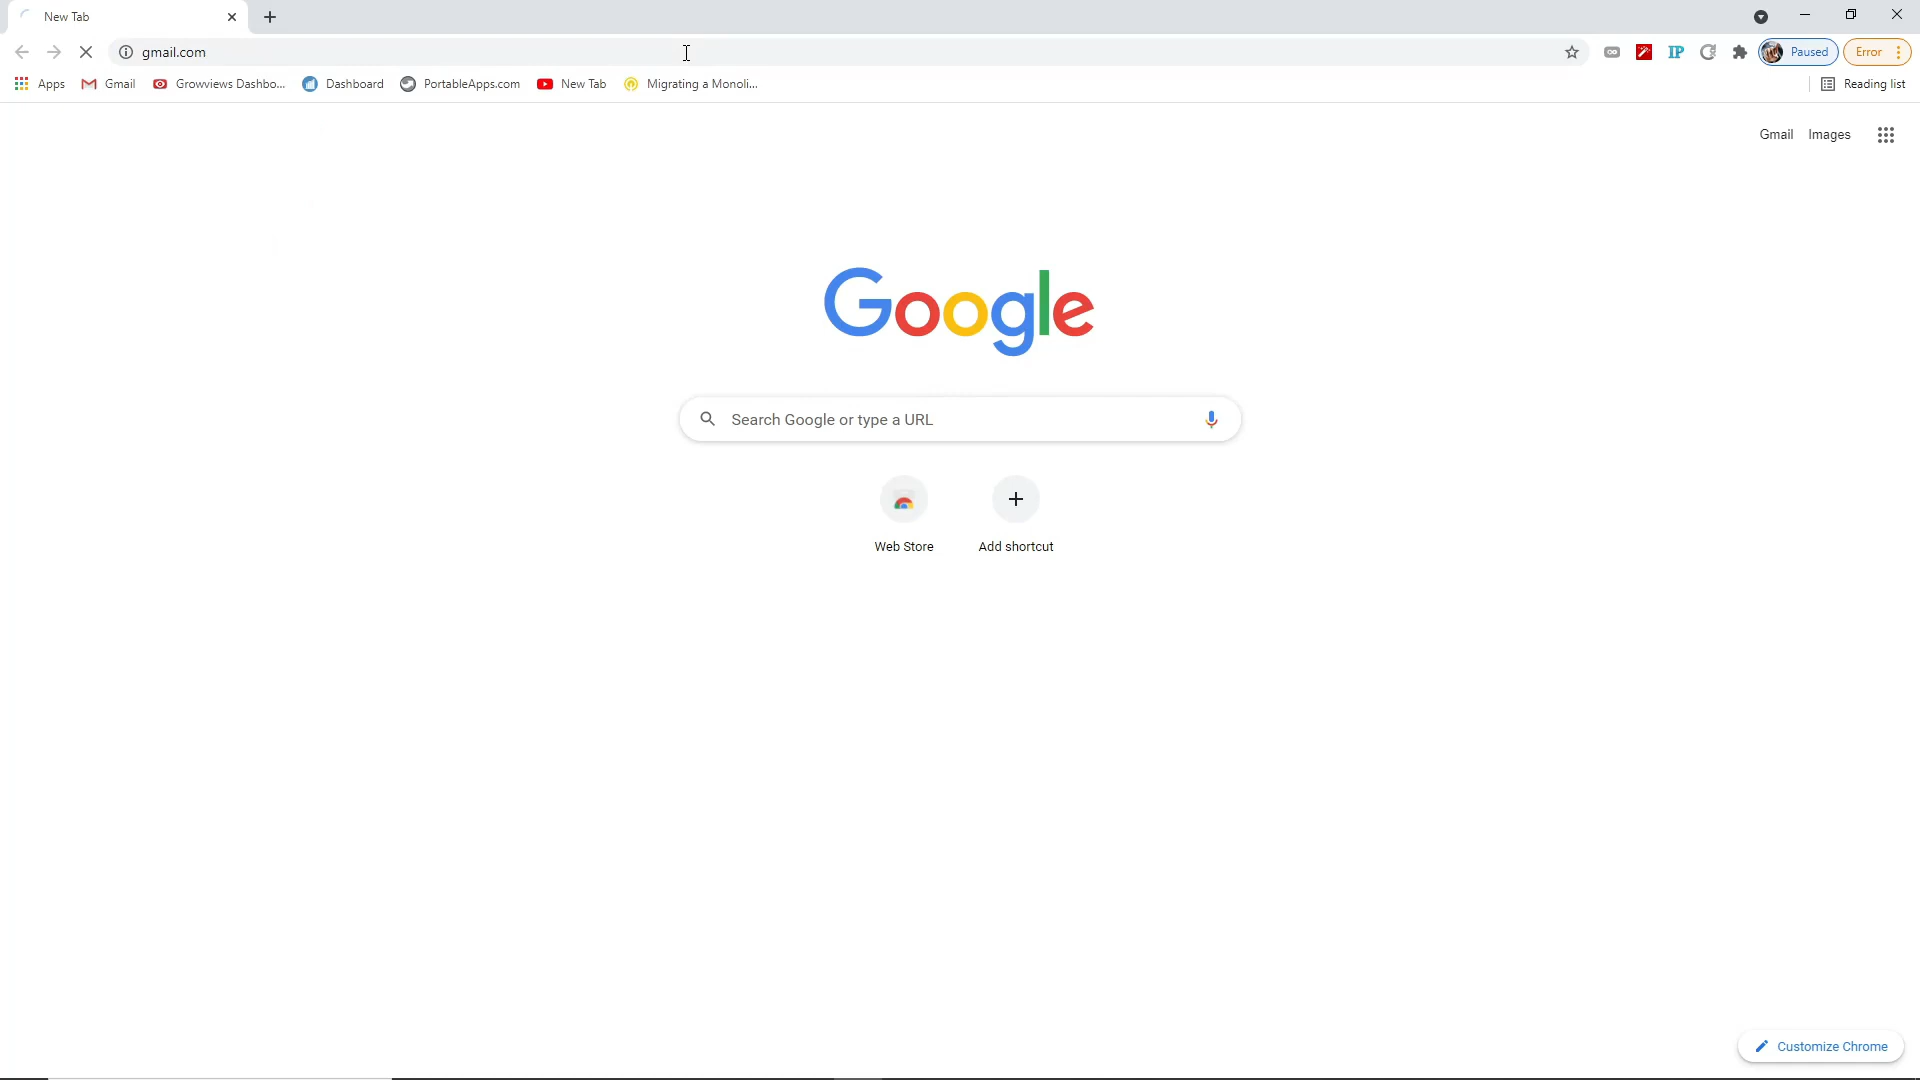 New Tab
gmail.com
Paused
Error
Apps
Gmail
Growviews Dashbo...
Dashboard
PortableApps.com
New Tab
Migrating a Monoli...
Reading list
Gmail
Images
Google
Search Google or type a URL
Web Store
Add shortcut
Customize Chrome
IP